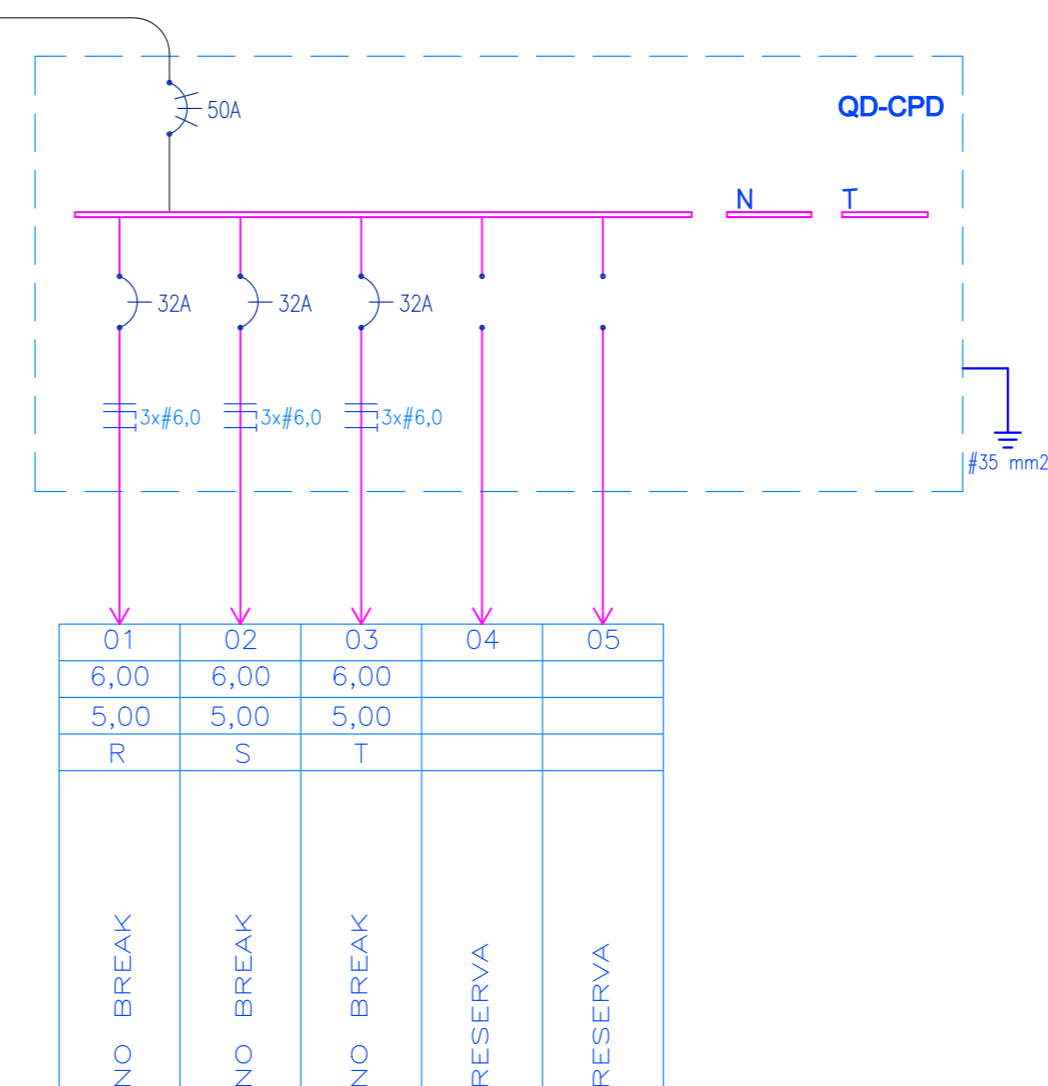 50A
QD-CPD
N T
32A 32A 32A
3x#6,0 3x#6,0 3x#6,0
#35 mm2
01 02 03 04 05
6,00 6,00 6,00
5,00 5,00 5,00
R S T
NO BREAK
NO BREAK
NO BREAK
RESERVA
RESERVA